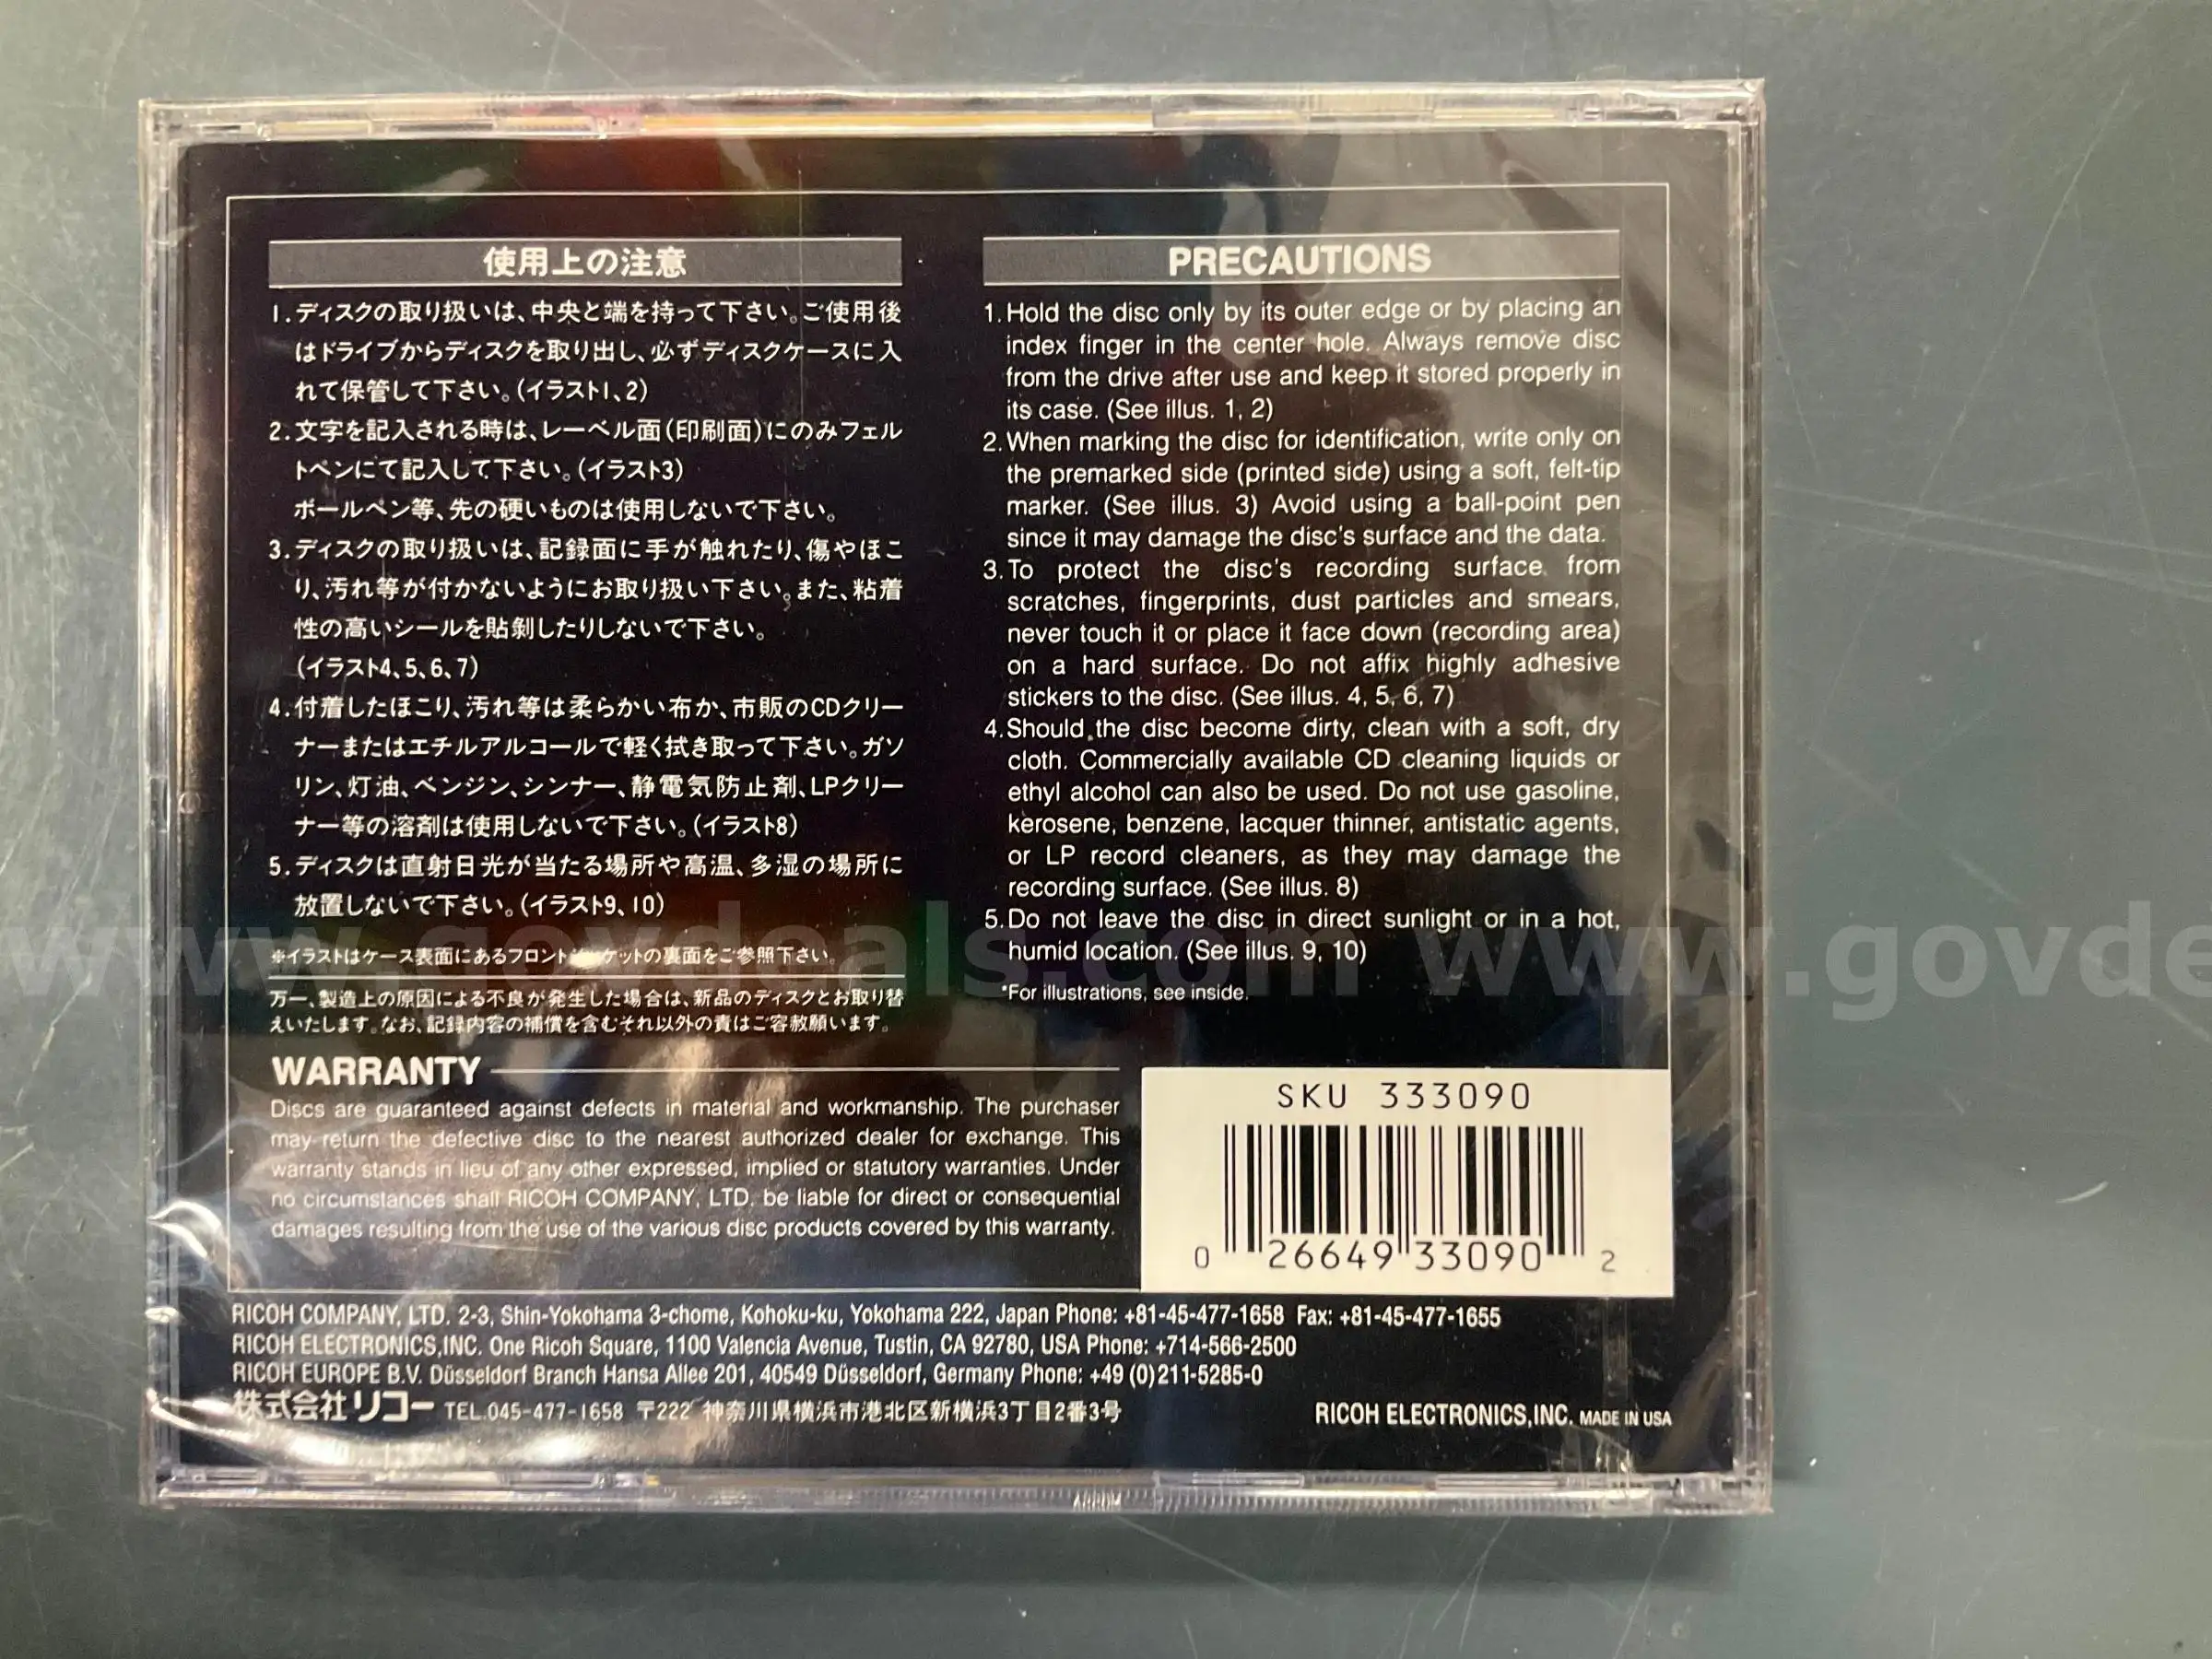 使用上の注意
1.ディスクの取り扱いは、中央と端を持って下さい。ご使用後
はドライブからディスクを取り出し、必ずディスクケースに入
れて保管して下さい。(イラスト1、2)
2.文字を記入される時は、レーベル面(印刷面)にのみフェル
トペンにて記入して下さい。(イラスト3)
ボールペン等、先の硬いものは使用しないで下さい。
3.ディスクの取り扱いは、記録面に手が触れたり、傷やほこ
り、汚れ等が付かないようにお取り扱い下さい。また、粘着
性の高いシールを貼剝したりしないで下さい。
(イラスト4、5、6、7)
4.付着したほこり、汚れ等は柔らかい布か、市販のCDクリー
ナーまたはエチルアルコールで軽く拭き取って下さい。ガソ
リン、灯油、ベンジン、シンナー、静電気防止剤、LPクリー
ナー等の溶剤は使用しないで下さい。(イラスト8)
5.ディスクは直射日光が当たる場所や高温、多湿の場所に
放置しないで下さい。(イラスト9、10)
※イラストはケース表面にあるフロントジャケットの裏面をご参照下さい。
万一、製造上の原因による不良が発生した場合は、新品のディスクとお取り替
えいたします。なお、記録内容の補償を含むそれ以外の責はご容赦願います。
PRECAUTIONS
1.Hold the disc only by its outer edge or by placing an
index finger in the center hole. Always remove disc
from the drive after use and keep it stored properly in
its case. (See illus. 1, 2)
2.When marking the disc for identification, write only on
the premarked side (printed side) using a soft, felt-tip
marker. (See illus. 3) Avoid using a ball-point pen
since it may damage the disc's surface and the data.
3.To protect the disc's recording surface from
scratches, fingerprints, dust particles and smears,
never touch it or place it face down (recording area)
on a hard surface. Do not affix highly adhesive
stickers to the disc. (See illus. 4, 5, 6, 7)
4.Should the disc become dirty, clean with a soft, dry
cloth. Commercially available CD cleaning liquids or
ethyl alcohol can also be used. Do not use gasoline,
kerosene, benzene, lacquer thinner, antistatic agents,
or LP record cleaners, as they may damage the
recording surface. (See illus. 8)
5.Do not leave the disc in direct sunlight or in a hot,
humid location. (See illus. 9, 10)
*For illustrations, see inside.
WARRANTY
Discs are guaranteed against defects in material and workmanship. The purchaser
may return the defective disc to the nearest authorized dealer for exchange. This
warranty stands in lieu of any other expressed, implied or statutory warranties. Under
no circumstances shall RICOH COMPANY, LTD. be liable for direct or consequential
damages resulting from the use of the various disc products covered by this warranty.
SKU 333090
0 26649 33090 2
RICOH COMPANY, LTD. 2-3, Shin-Yokohama 3-chome, Kohoku-ku, Yokohama 222, Japan Phone: +81-45-477-1658 Fax: +81-45-477-1655
RICOH ELECTRONICS,INC. One Ricoh Square, 1100 Valencia Avenue, Tustin, CA 92780, USA Phone: +714-566-2500
RICOH EUROPE B.V. Düsseldorf Branch Hansa Allee 201, 40549 Düsseldorf, Germany Phone: +49 (0)211-5285-0
株式会社リコー TEL.045-477-1658 〒222 神奈川県横浜市港北区新横浜3丁目2番3号
RICOH ELECTRONICS,INC. MADE IN USA
www.govdeals.com www.govde